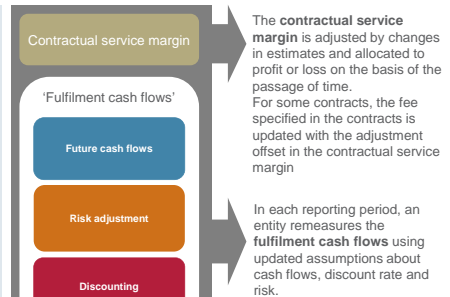 Contractual service margin
'Fulfilment cash flows'
Future cash flows
Risk adjustment
Discounting
The contractual service
margin is adjusted by changes
in estimates and allocated to
profit or loss on the basis of the
passage of time.
For some contracts, the fee
specified in the contracts is
updated with the adjustment
offset in the contractual service
margin
In each reporting period, an
entity remeasures the
fulfilment cash flows using
updated assumptions about
cash flows, discount rate and
risk.